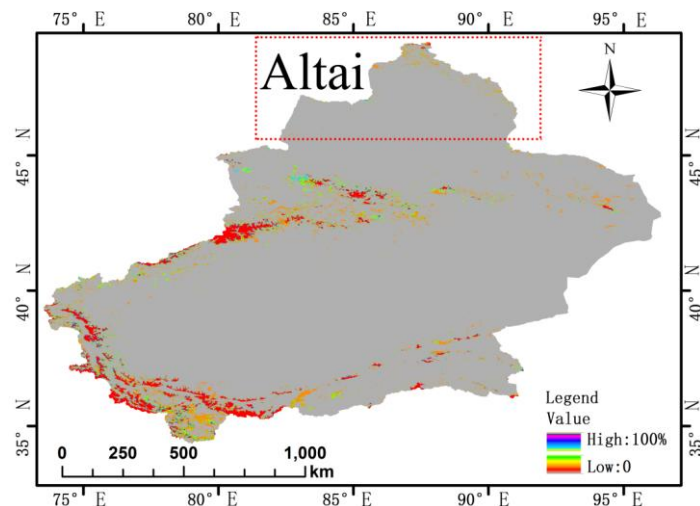 75° E 80° E 85° E 90° E 95° E
Altai
N
45° N
45° N
40° N
40° N
35° N
35° N
Legend
Value
High:100%
Low:0
0 250 500 1,000
km
75° E 80° E 85° E 90° E 95° E